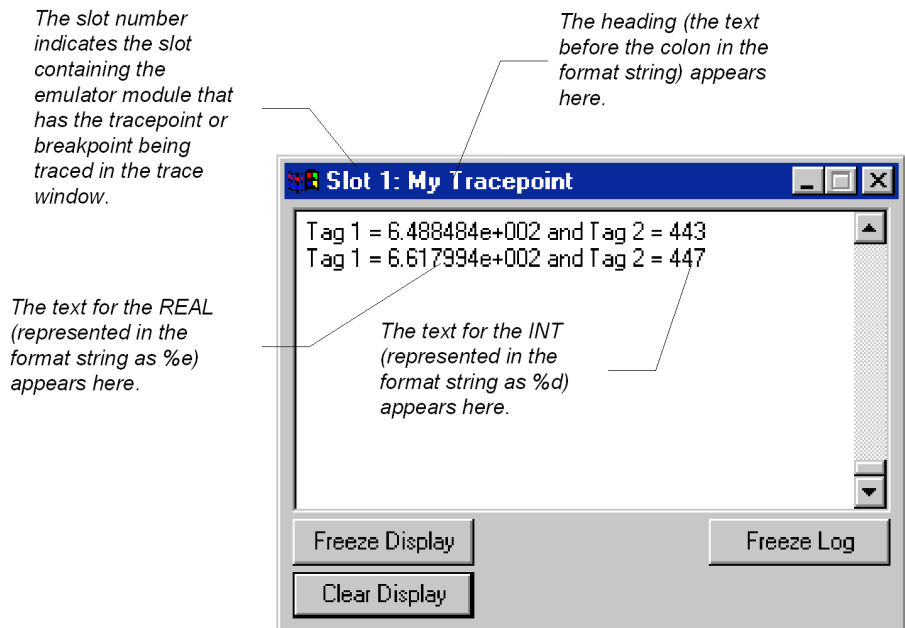 The slot number
indicates the slot
containing the
emulator module that
has the tracepoint or
breakpoint being
traced in the trace
window.
The heading (the text
before the colon in the
format string) appears
here.
Slot 1: My Tracepoint
Tag 1 = 6.488484e+002 and Tag 2 = 443
Tag 1 = 6.617994e+002 and Tag 2 = 447
The text for the REAL
(represented in the
format string as %e)
appears here.
The text for the INT
(represented in the
format string as %d)
appears here.
Freeze Display
Freeze Log
Clear Display